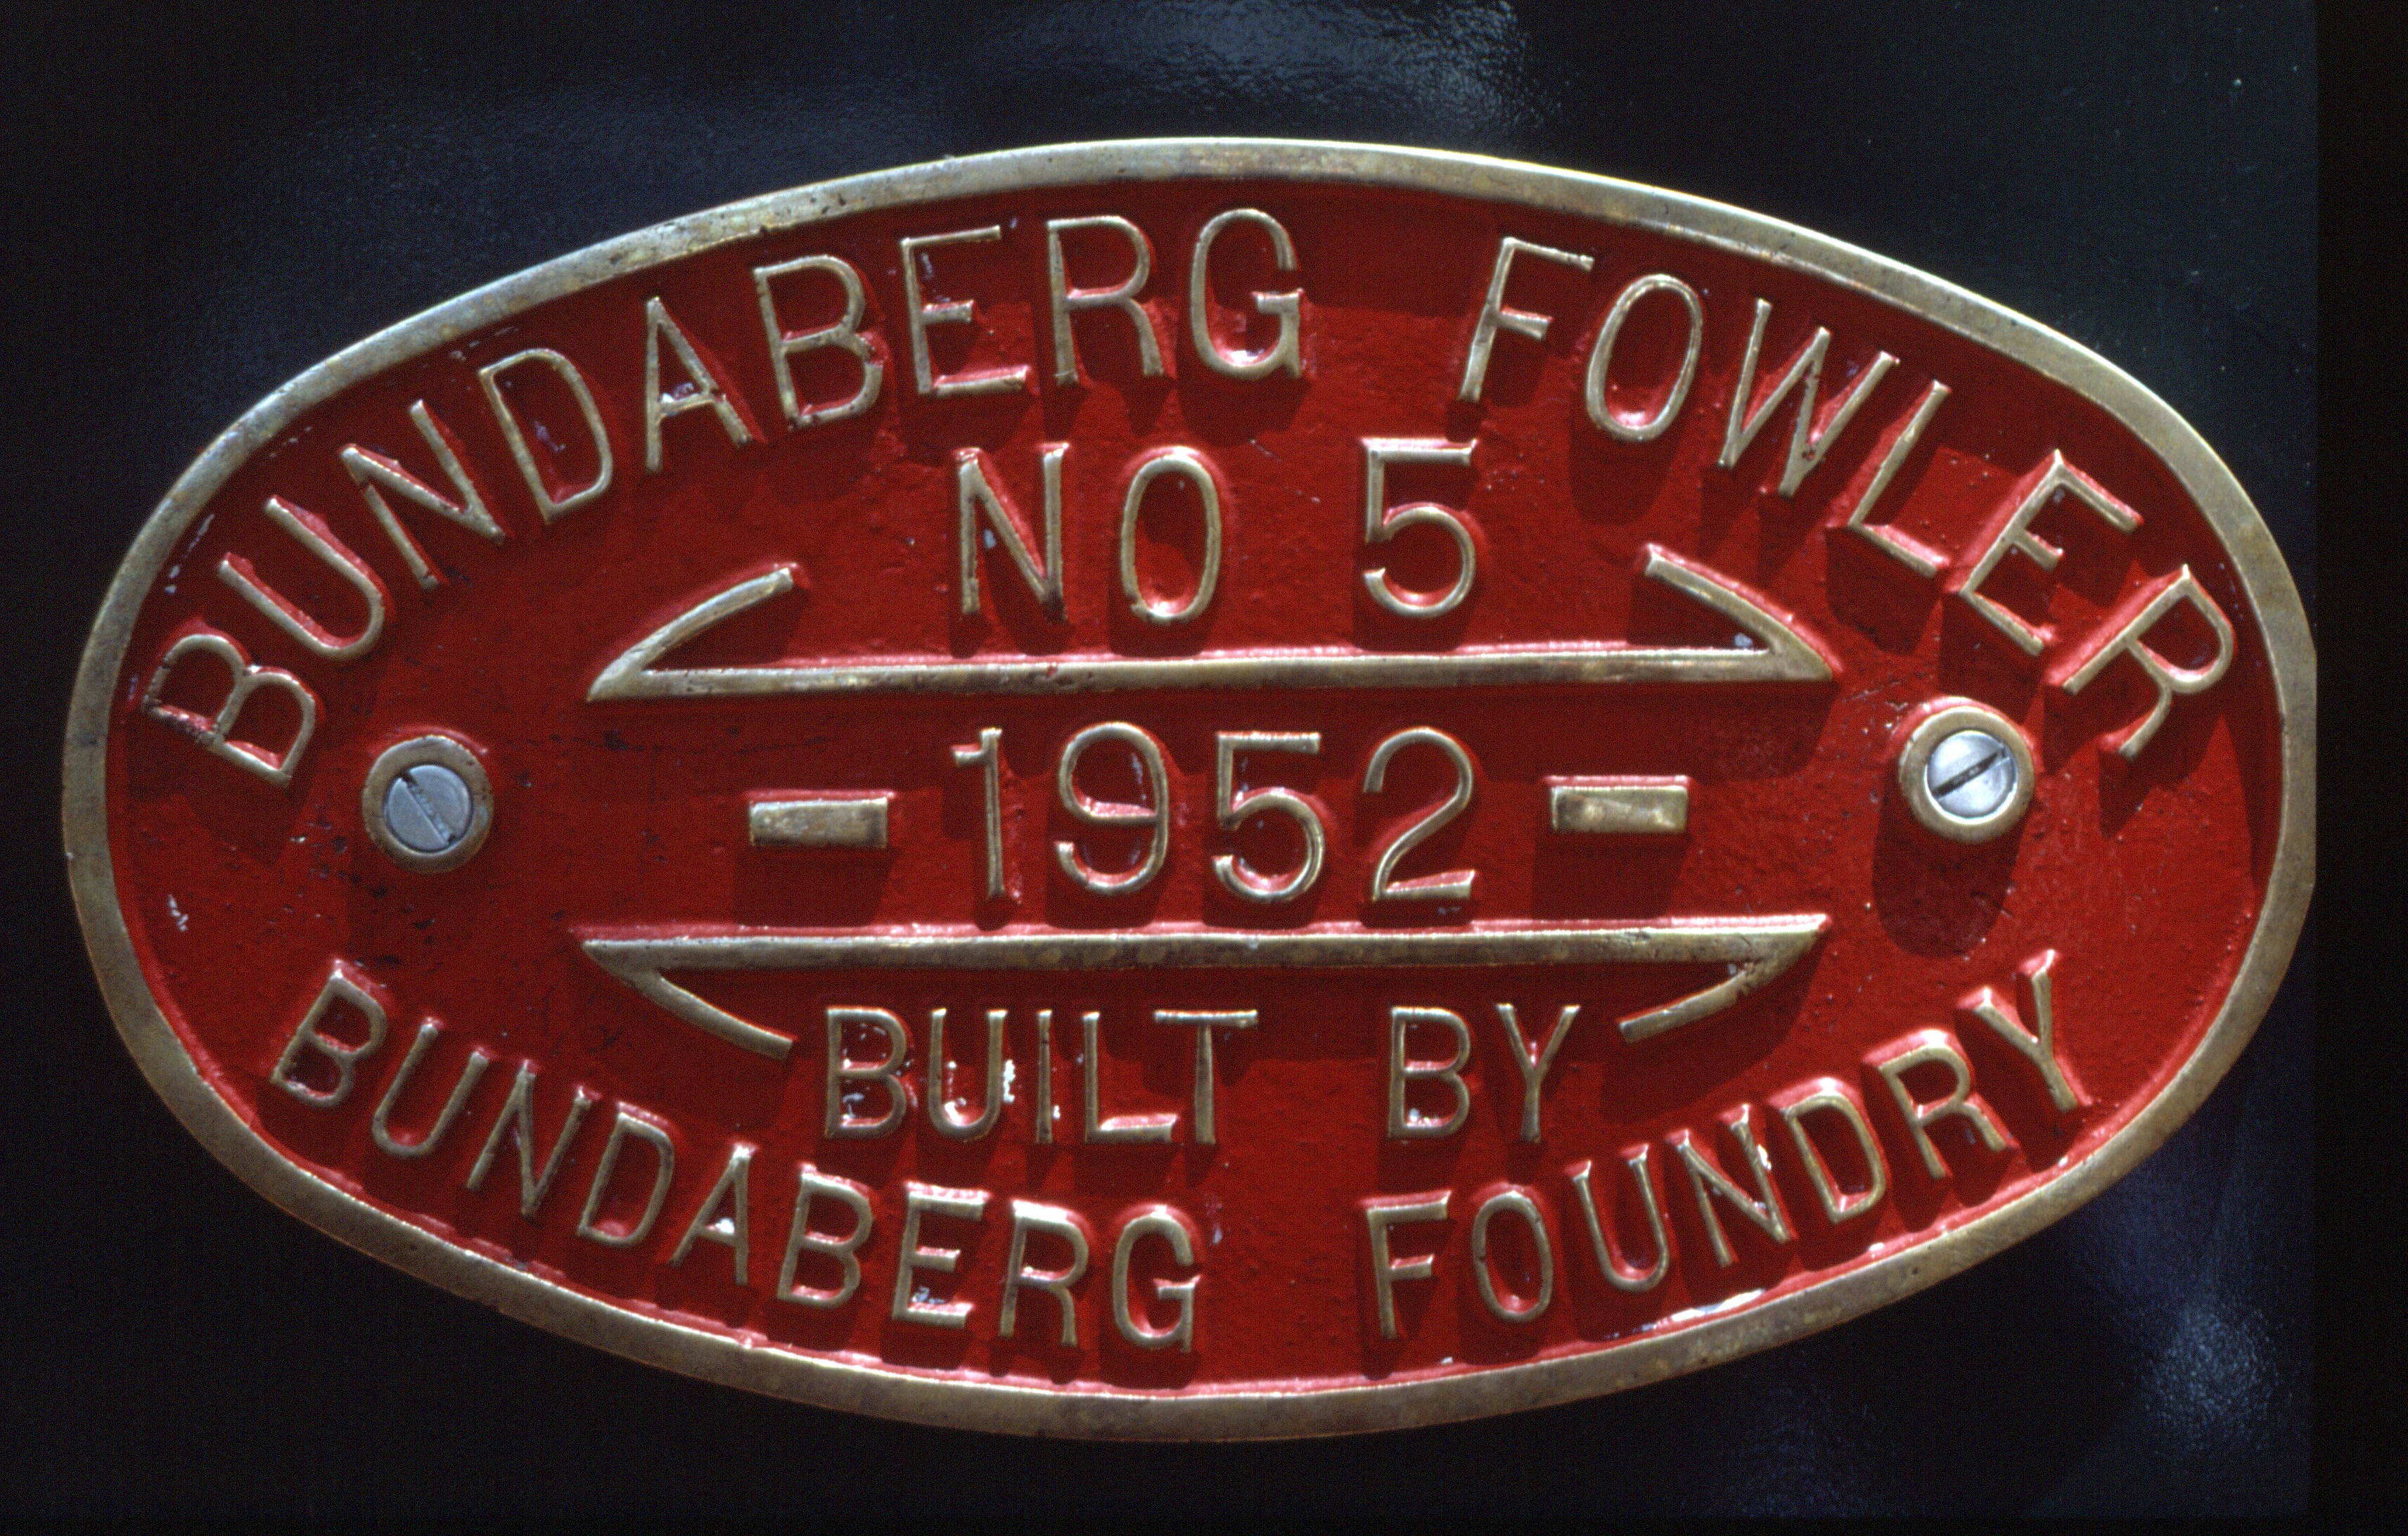 BUNDABERG FOWLER
NO 5
- 1952 -
BUILT BY
BUNDABERG FOUNDRY